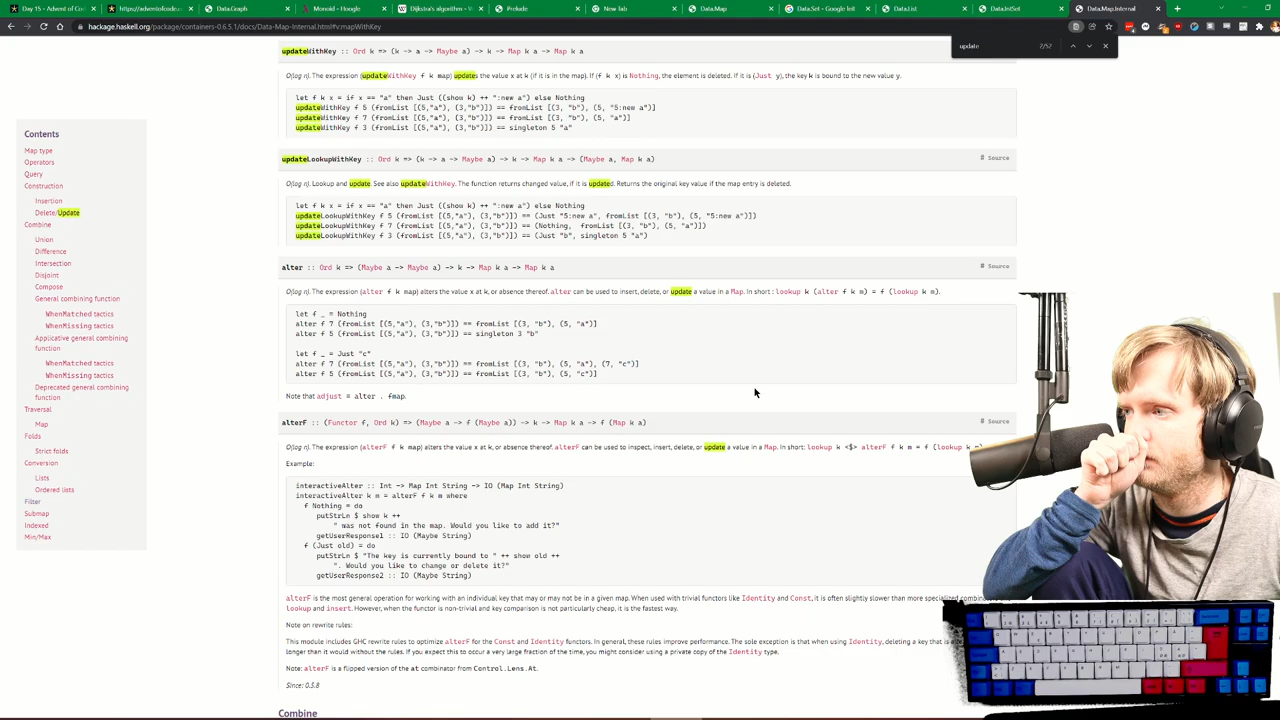 Day 15 - Advent of Co
https://adventofcode.
Data.Graph
Monoid - Google
Dijkstra's algorithm - W
Prelude
New Tab
Data.Map
Data.Set - Google leit
Data.List
Data.IntSet
Data.Map.Internal
hackage.haskell.org/package/containers-0.6.5.1/docs/Data-Map-Internal.html#v:mapWithKey
update 2/52
updateWithKey :: Ord k => (k -> a -> Maybe a) -> k -> Map k a -> Map k a
O(log n). The expression (updateWithKey f k map) updates the value x at k (if it is in the map). If (f k x) is Nothing, the element is deleted. If it is (Just y), the key k is bound to the new value y.
let f k x = if x == "a" then Just ((show k) ++ ":new a") else Nothing
updateWithKey f 5 (fromList [(5,"a"), (3,"b")]) == fromList [(3, "b"), (5, "5:new a")]
updateWithKey f 7 (fromList [(5,"a"), (3,"b")]) == fromList [(3, "b"), (5, "a")]
updateWithKey f 3 (fromList [(5,"a"), (3,"b")]) == singleton 5 "a"
updateLookupWithKey :: Ord k => (k -> a -> Maybe a) -> k -> Map k a -> (Maybe a, Map k a)
# Source
O(log n). Lookup and update. See also updateWithKey. The function returns changed value, if it is updated. Returns the original key value if the map entry is deleted.
let f k x = if x == "a" then Just ((show k) ++ ":new a") else Nothing
updateLookupWithKey f 5 (fromList [(5,"a"), (3,"b")]) == (Just "5:new a", fromList [(3, "b"), (5, "5:new a")])
updateLookupWithKey f 7 (fromList [(5,"a"), (3,"b")]) == (Nothing,  fromList [(3, "b"), (5, "a")])
updateLookupWithKey f 3 (fromList [(5,"a"), (3,"b")]) == (Just "b", singleton 5 "a")
alter :: Ord k => (Maybe a -> Maybe a) -> k -> Map k a -> Map k a
# Source
O(log n). The expression (alter f k map) alters the value x at k, or absence thereof. alter can be used to insert, delete, or update a value in a Map. In short : lookup k (alter f k m) = f (lookup k m).
let f _ = Nothing
alter f 7 (fromList [(5,"a"), (3,"b")]) == fromList [(3, "b"), (5, "a")]
alter f 5 (fromList [(5,"a"), (3,"b")]) == singleton 3 "b"
let f _ = Just "c"
alter f 7 (fromList [(5,"a"), (3,"b")]) == fromList [(3, "b"), (5, "a"), (7, "c")]
alter f 5 (fromList [(5,"a"), (3,"b")]) == fromList [(3, "b"), (5, "c")]
Note that adjust = alter . fmap.
alterF :: (Functor f, Ord k) => (Maybe a -> f (Maybe a)) -> k -> Map k a -> f (Map k a)
# Source
O(log n). The expression (alterF f k map) alters the value x at k, or absence thereof. alterF can be used to inspect, insert, delete, or update a value in a Map. In short: lookup k <$> alterF f k m = f (lookup k m)
Example:
interactiveAlter :: Int -> Map Int String -> IO (Map Int String)
interactiveAlter k m = alterF f k m where
f Nothing = do
putStrLn $ show k ++
" was not found in the map. Would you like to add it?"
getUserResponse1 :: IO (Maybe String)
f (Just old) = do
putStrLn $ "The key is currently bound to " ++ show old ++
". Would you like to change or delete it?"
getUserResponse2 :: IO (Maybe String)
alterF is the most general operation for working with an individual key that may or may not be in a given map. When used with trivial functors like Identity and Const, it is often slightly slower than more specialized
lookup and insert. However, when the functor is non-trivial and key comparison is not particularly cheap, it is the fastest way.
Note on rewrite rules:
This module includes GHC rewrite rules to optimize alterF for the Const and Identity functors. In general, these rules improve performance. The sole exception is that when using Identity, deleting a key that is
longer than it would without the rules. If you expect this to occur a very large fraction of the time, you might consider using a private copy of the Identity type.
Note: alterF is a flipped version of the at combinator from Control.Lens.At.
Since: 0.5.8
Combine
Contents
Map type
Operators
Query
Construction
Insertion
Delete/Update
Combine
Union
Difference
Intersection
Disjoint
Compose
General combining function
WhenMatched tactics
WhenMissing tactics
Applicative general combining
function
WhenMatched tactics
WhenMissing tactics
Deprecated general combining
function
Traversal
Map
Folds
Strict folds
Conversion
Lists
Ordered lists
Filter
Submap
Indexed
Min/Max